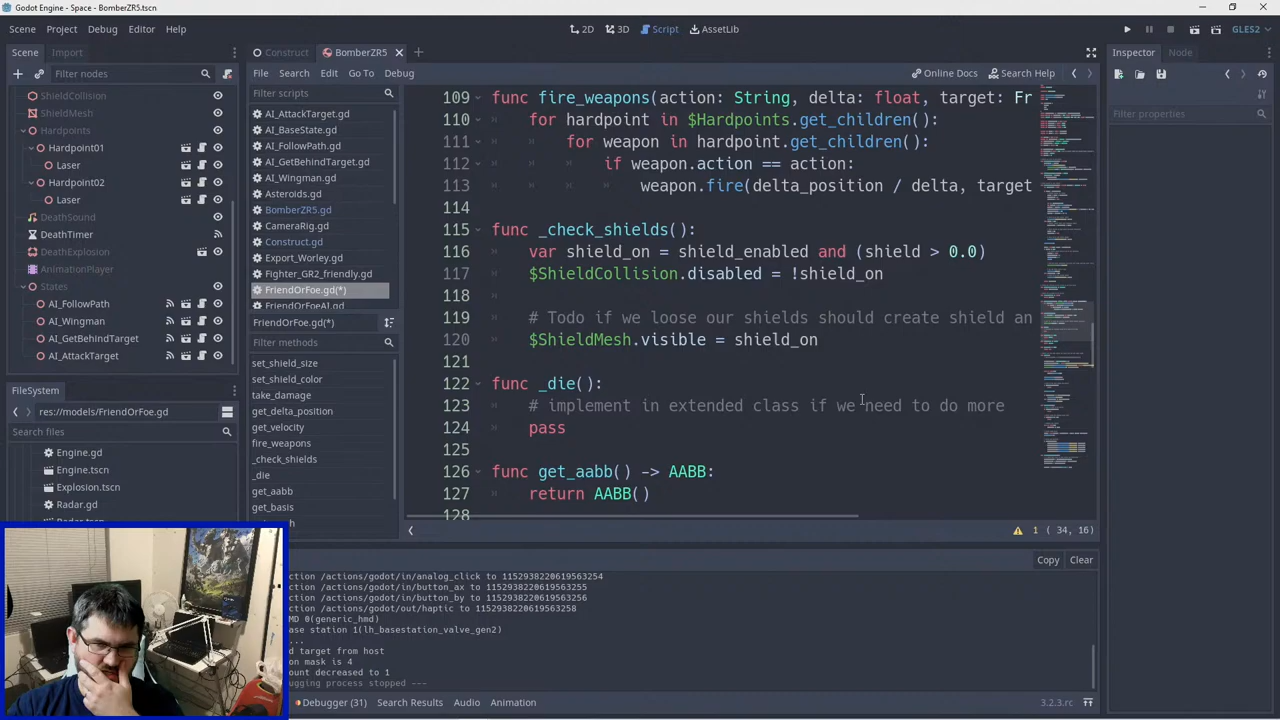 Godot Engine - Space - BomberZR5.tscn
Scene Project Debug Editor Help
2D 3D Script AssetLib
GLES2
Scene Import
Construct BomberZR5
Inspector Node
Filter nodes
File Search Edit Go To Debug
Online Docs Search Help
ShieldCollision
ShieldMesh
Hardpoints
Hardpoint01
Laser
Hardpoint02
Laser
DeathSound
DeathTimer
DeathExplosion
AnimationPlayer
States
AI_FollowPath
AI_Wingman
AI_GetBehindTarget
AI_AttackTarget
Filter scripts
AI_AttackTarget.gd
AI_BaseState.gd
AI_FollowPath.gd
AI_GetBehindTarget.gd
AI_Wingman.gd
Asteroids.gd
BomberZR5.gd
CameraRig.gd
Construct.gd
Export_Worley.gd
Fighter_GR2_friendly.gd
FriendOrFoe.gd(*)
FriendOrFoeAI.gd
FriendOrFoe.gd(*)
Filter methods
set_shield_size
set_shield_color
take_damage
get_delta_position
get_velocity
fire_weapons
_check_shields
_die
get_aabb
get_basis
109 func fire_weapons(action: String, delta: float, target: Fr
110 for hardpoint in $Hardpoints.get_children():
111 for weapon in hardpoint.get_children():
112 if weapon.action == action:
113 weapon.fire(delta_position / delta, target
114
115 func _check_shields():
116 var shield_on = shield_enabled and (shield > 0.0)
117 $ShieldCollision.disabled = !shield_on
118
119 # Todo if we loose our shields should create shield an
120 $ShieldMesh.visible = shield_on
121
122 func _die():
123 # implement in extended class if we need to do more
124 pass
125
126 func get_aabb() -> AABB:
127 return AABB()
128
1 ( 34, 16)
Filter properties
FileSystem
res://models/FriendOrFoe.gd
Search files
Engine.gd
Engine.tscn
Explosion.tscn
Radar.gd
Radar.tscn
Copy Clear
ction /actions/godot/in/analog_click to 1152938220619563254
ction /actions/godot/in/button_ax to 1152938220619563255
ction /actions/godot/in/button_by to 1152938220619563256
ction /actions/godot/out/haptic to 1152938220619563258
MD 0(generic_hmd)
ase station 1(lh_basestation_valve_gen2)
...
ad target from host
on mask is 4
ount decreased to 1
ugging process stopped ---
Debugger (31) Search Results Audio Animation
3.2.3.rc